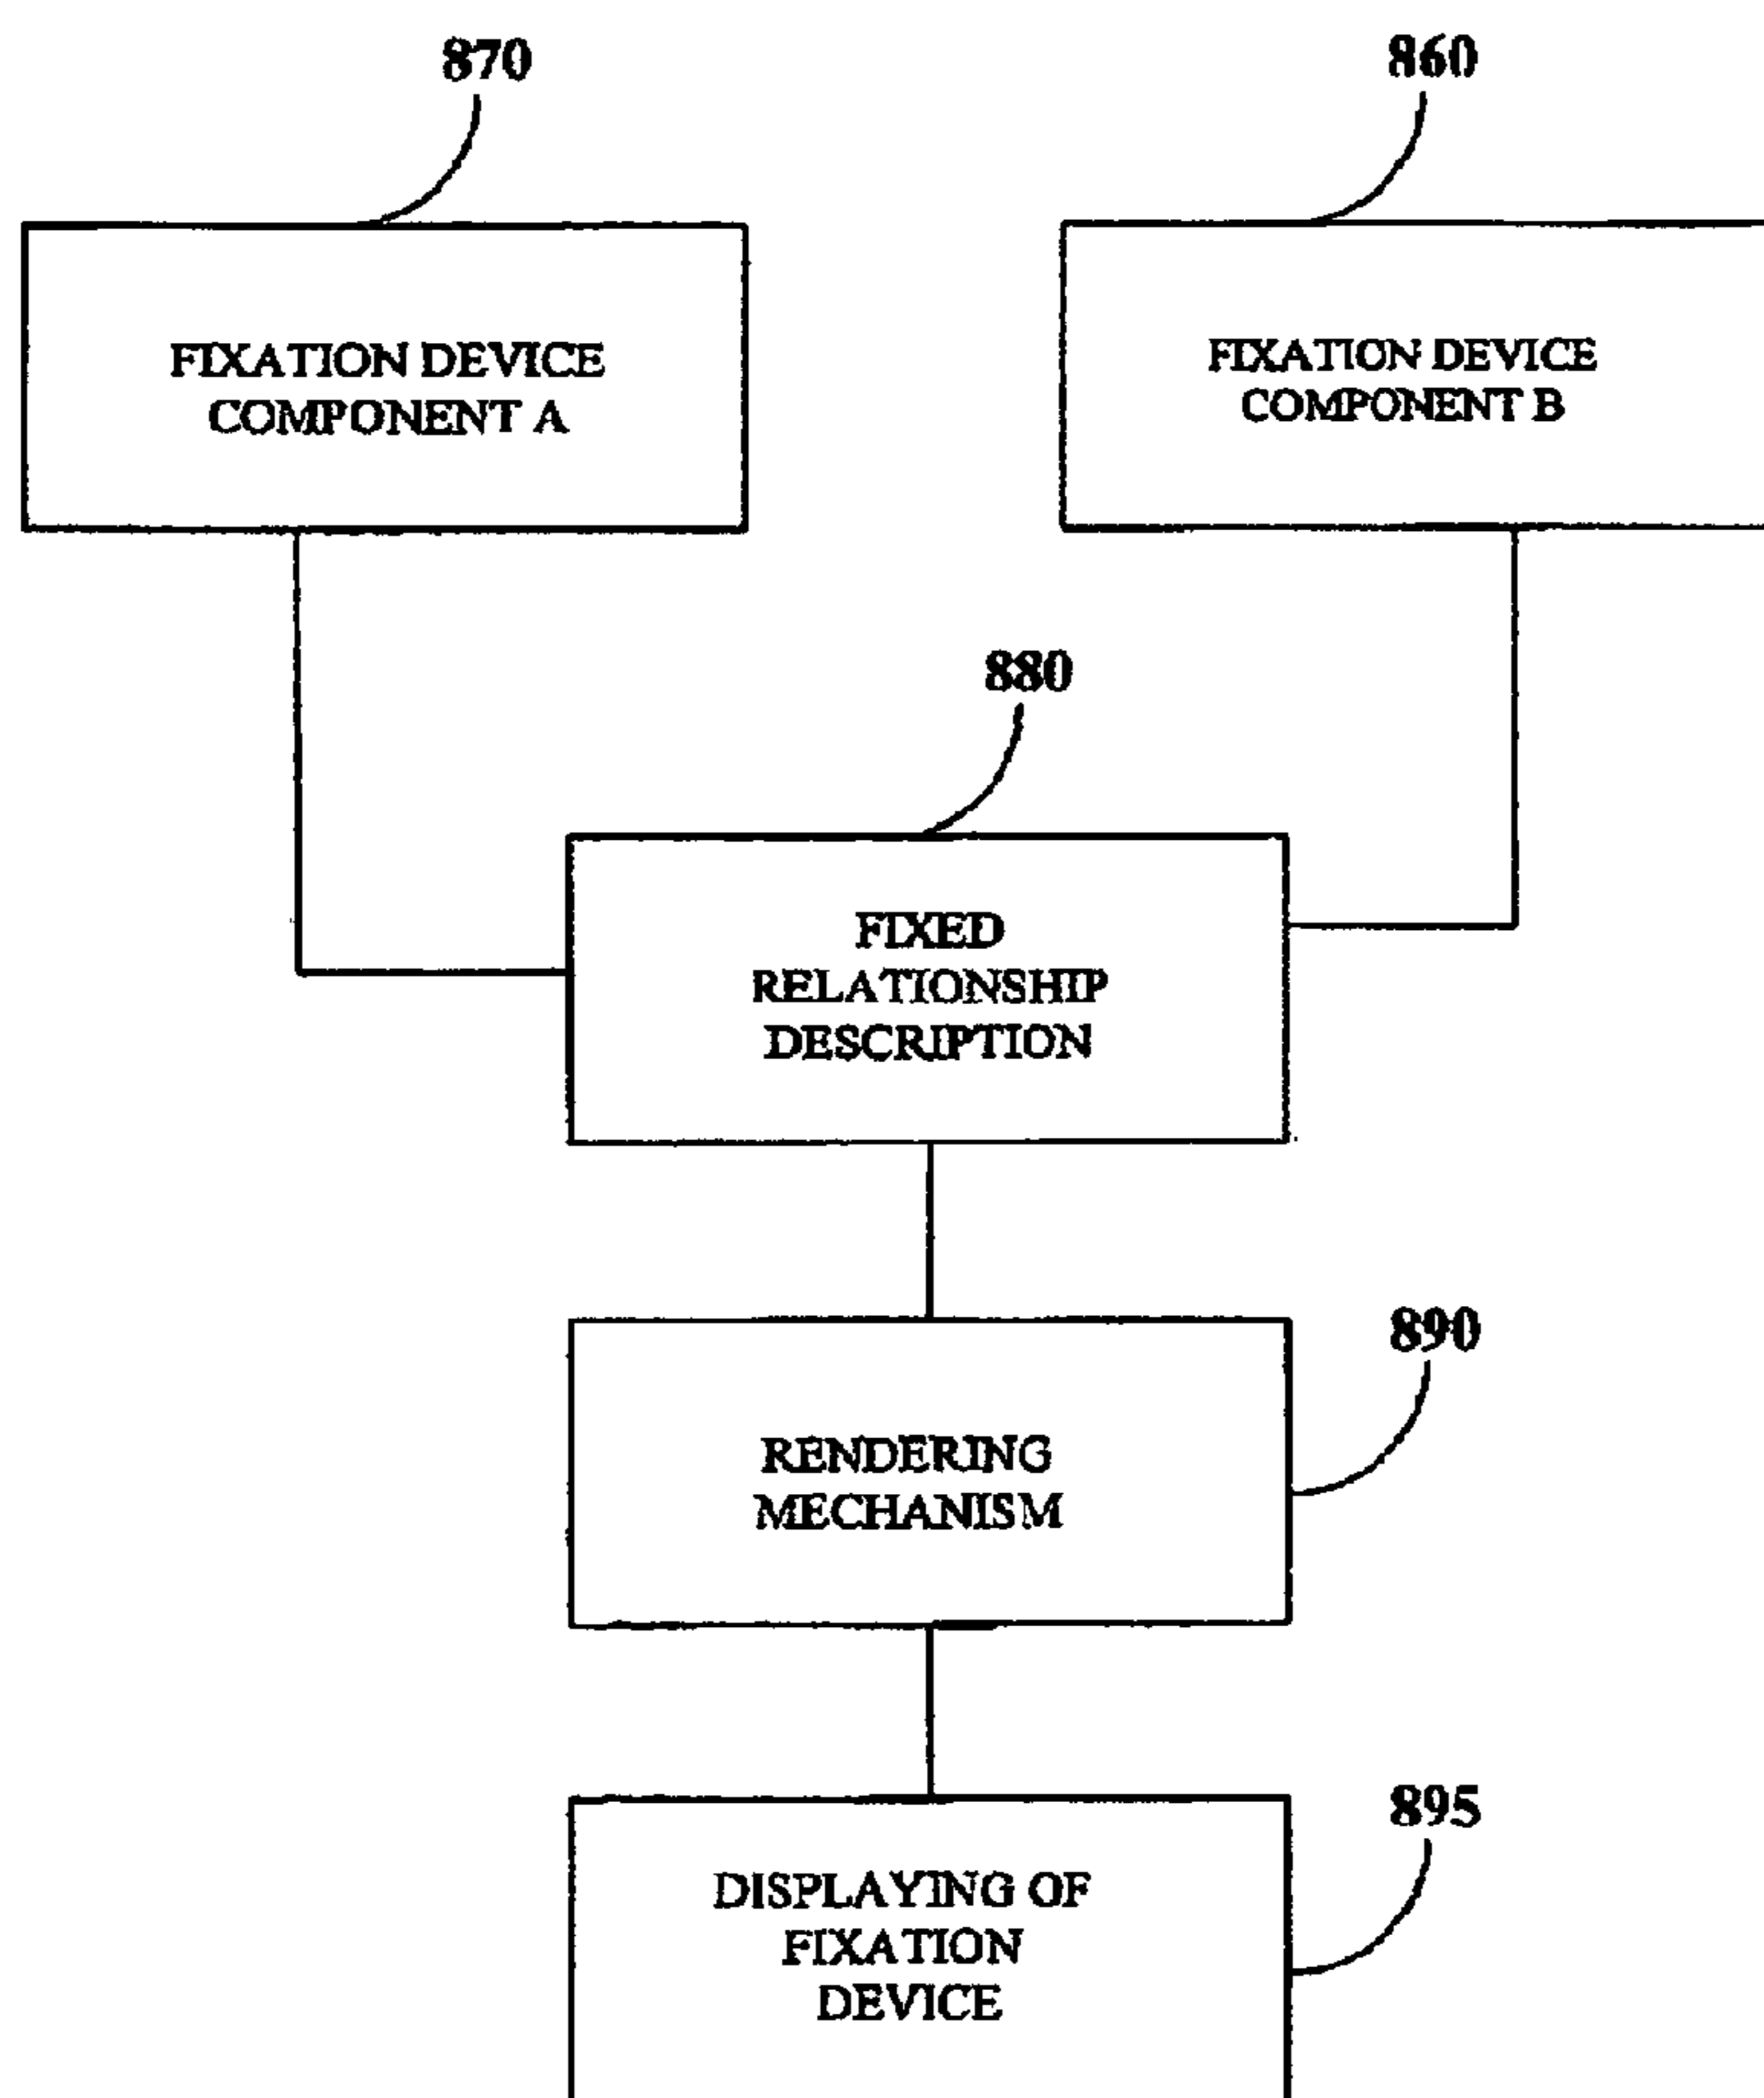 870
860
FIXATION DEVICE
COMPONENT A
FIXATION DEVICE
COMPONENT B
880
FIXED
RELATIONSHIP
DESCRIPTION
890
RENDERING
MECHANISM
895
DISPLAYING OF
FIXATION
DEVICE